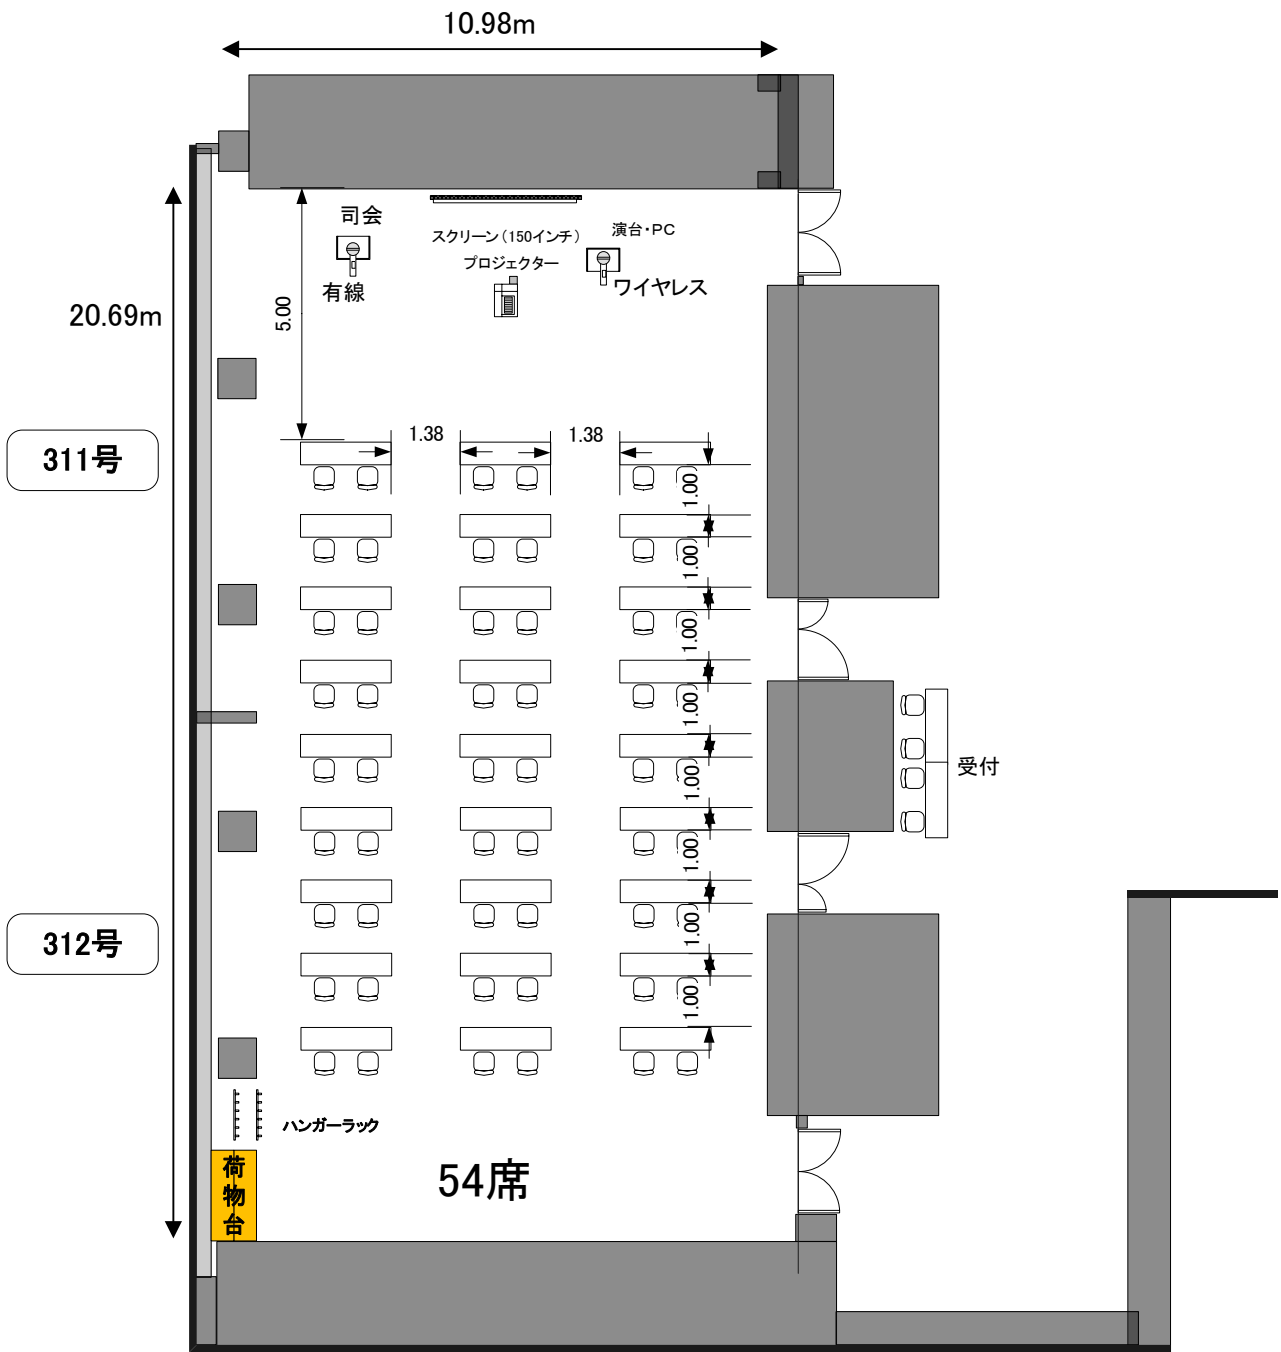 10.98m
司会
スクリーン（150インチ）
演台・PC
プロジェクター
有線
ワイヤレス
20.69m
5.00
311号
1.38
1.38
1.00
1.00
1.00
1.00
1.00
1.00
1.00
1.00
受付
312号
ハンガーラック
荷物台
54席